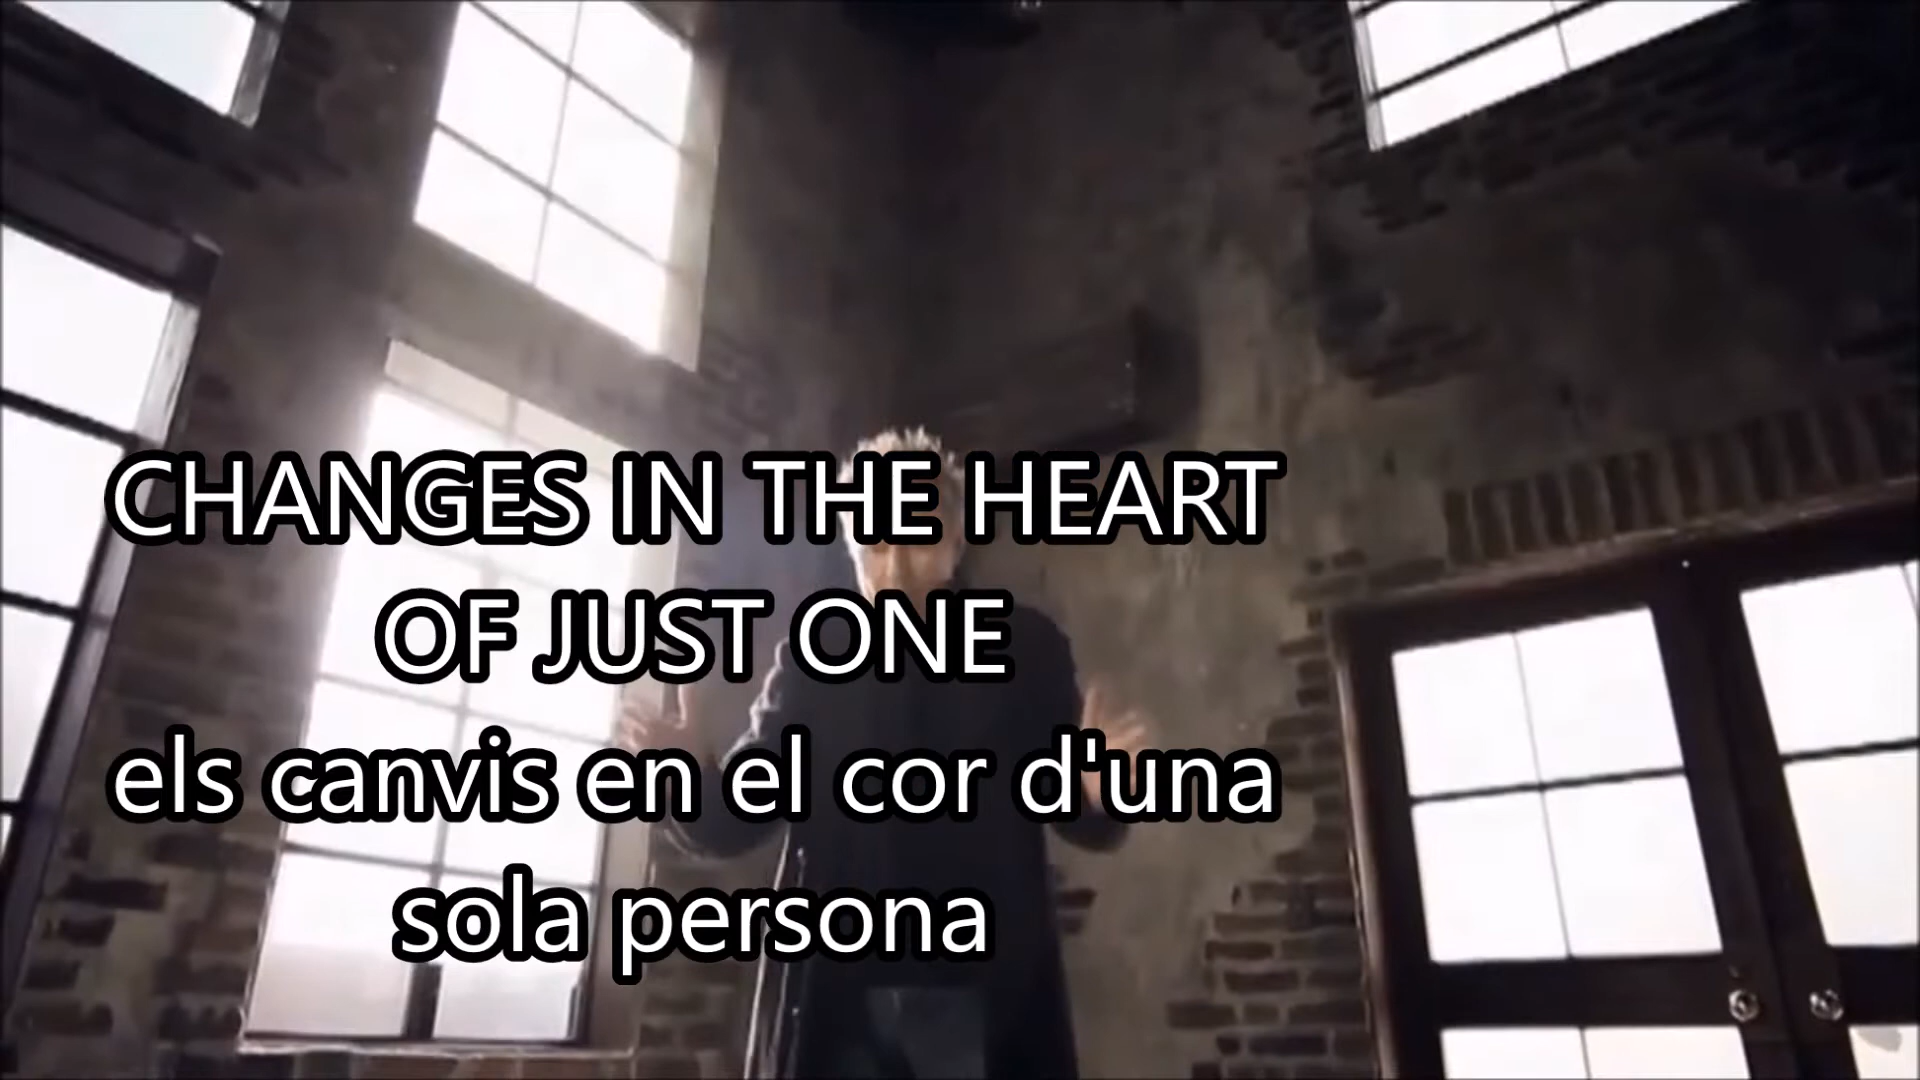 CHANGES IN THE HEART
OF JUST ONE
els canvis en el cor d'una
sola persona